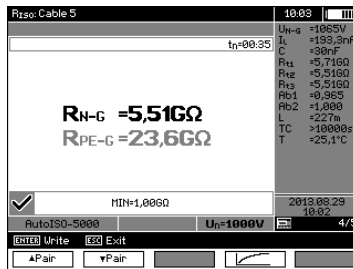 RISO: Cable 5
10:03
tn=00:35
RN-G =5,51GΩ
RPE-G =23,6GΩ
MIN=1,00GΩ
UN-G =1065V
IL =193,3nA
C =30nF
Rt1 =5,71GΩ
Rt2 =5,51GΩ
Rt3 =5,51GΩ
Ab1 =0,965
Ab2 =1,000
L =227m
TC >10000s
T =25,1°C
2013.08.29
10:02
AutoISO-5000
Un=1000V
4/5
ENTER Write ESC Exit
▲Pair ▼Pair